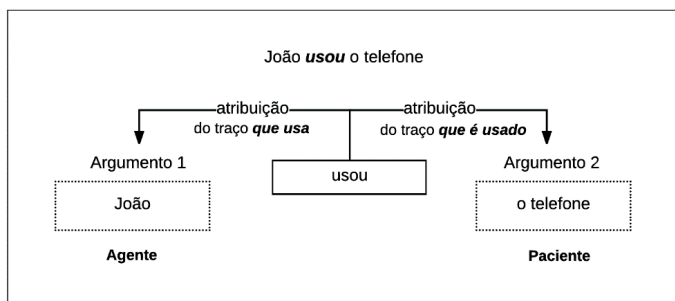 João usou o telefone
atribuição atribuição
do traço que usa do traço que é usado
Argumento 1 Argumento 2
usou
João o telefone
Agente Paciente